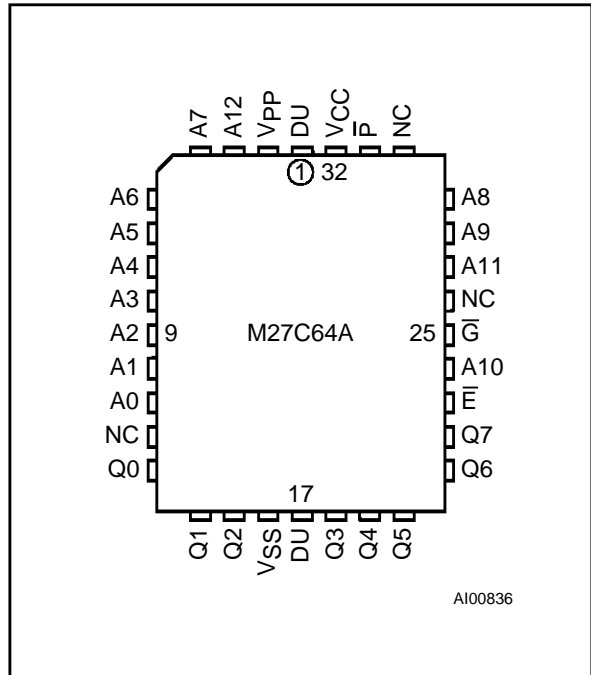 A7 A12 VPP DU VCC P̅ NC
1 32
A6 A8
A5 A9
A4 A11
A3 NC
A2 9 M27C64A 25 G̅
A1 A10
A0 E̅
NC Q7
Q0 Q6
17
Q1 Q2 VSS DU Q3 Q4 Q5
AI00836